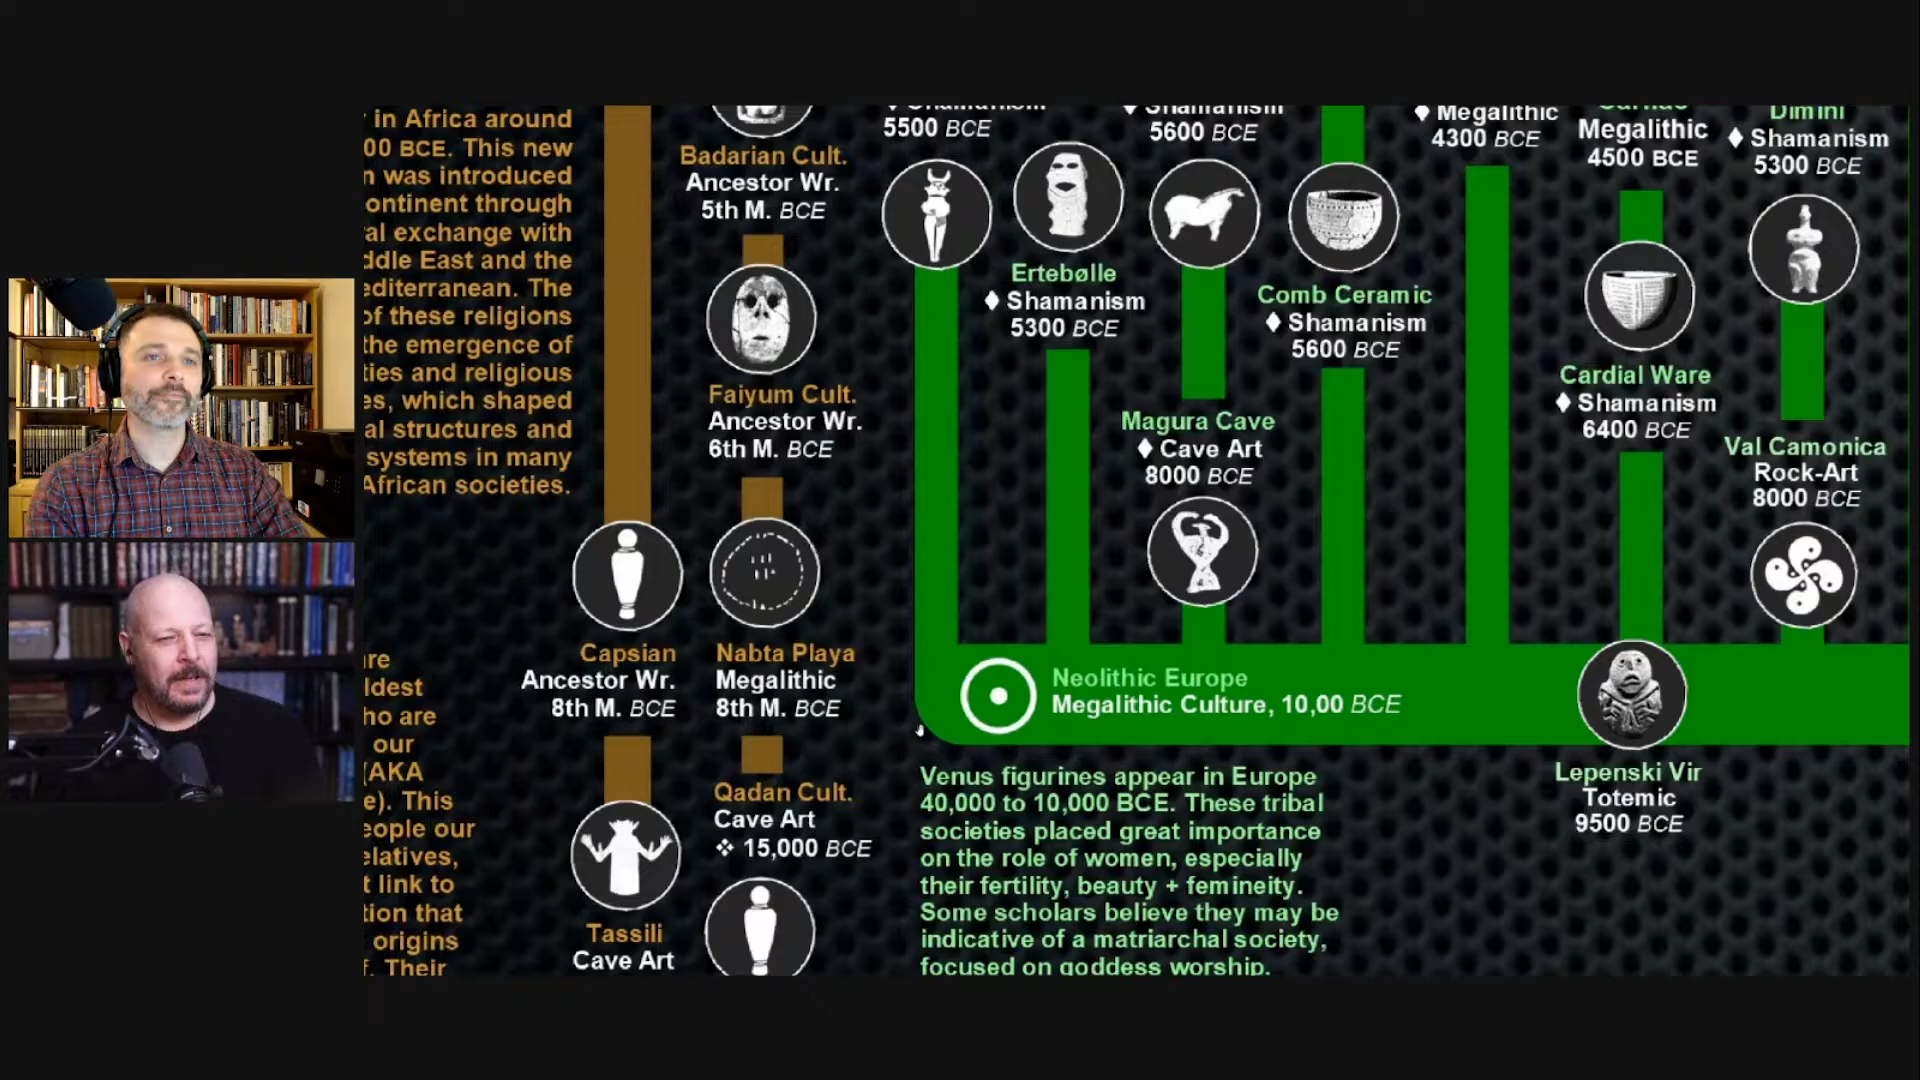 in Africa around
00 BCE. This new
was introduced
ontinent through
exchange with
ddle East and the
editerranean. The
of these religions
the emergence of
ties and religious
es, which shaped
al structures and
systems in many
African societies.
re
ldest
ho are
our
(AKA
e). This
eople our
elatives,
t link to
tion that
origins
f. Their
Badarian Cult.
Ancestor Wr.
5th M. BCE
Faiyum Cult.
Ancestor Wr.
6th M. BCE
Capsian
Ancestor Wr.
8th M. BCE
Nabta Playa
Megalithic
8th M. BCE
Qadan Cult.
Cave Art
❖ 15,000 BCE
Tassili
Cave Art
♦ Shamanism
5500 BCE
Ertebølle
♦ Shamanism
5300 BCE
♦ Shamanism
5600 BCE
Magura Cave
♦ Cave Art
8000 BCE
Comb Ceramic
♦ Shamanism
5600 BCE
♦ Megalithic
4300 BCE
Carnac
Megalithic
4500 BCE
Cardial Ware
♦ Shamanism
6400 BCE
Dimini
♦ Shamanism
5300 BCE
Val Camonica
Rock-Art
8000 BCE
Neolithic Europe
Megalithic Culture, 10,00 BCE
Lepenski Vir
Totemic
9500 BCE
Venus figurines appear in Europe
40,000 to 10,000 BCE. These tribal
societies placed great importance
on the role of women, especially
their fertility, beauty + femineity.
Some scholars believe they may be
indicative of a matriarchal society,
focused on goddess worship.